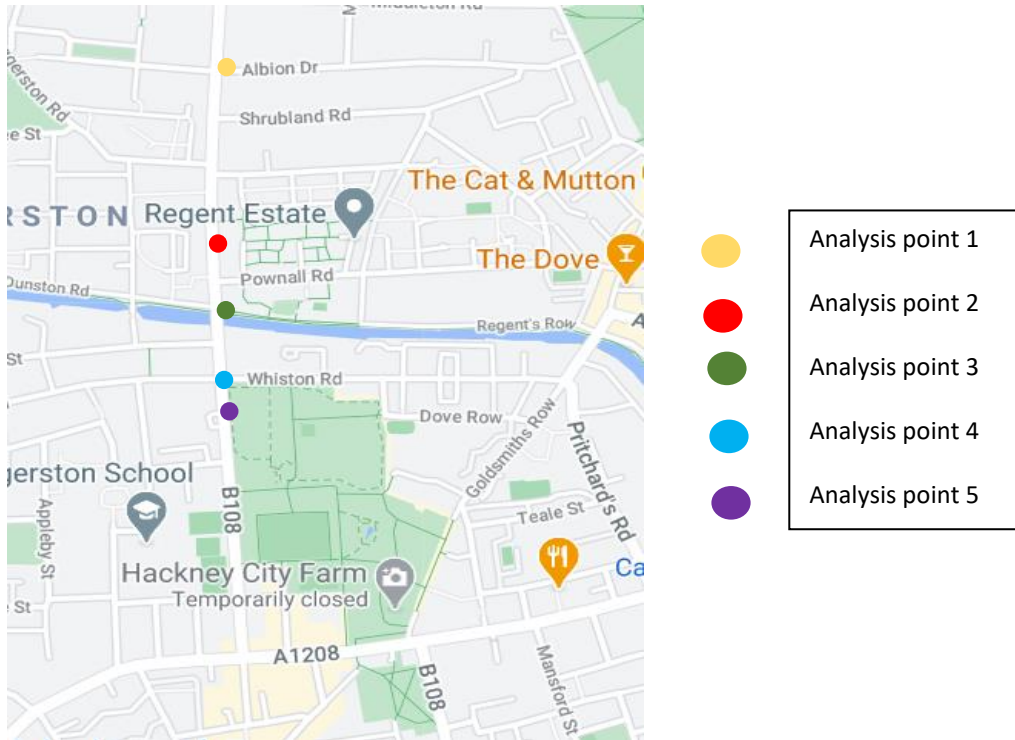 Middleton Rd
M
Albion Dr
ggerston Rd
Shrubland Rd
ee St
The Cat & Mutton
RSTON
Regent Estate
The Dove
Pownall Rd
Dunston Rd
Regent's Row
A
St
Whiston Rd
Dove Row
Goldsmiths Row
Pritchard's Rd
gerston School
B108
Appleby St
Teale St
Hackney City Farm
Temporarily closed
Ca
e St
A1208
B108
Mansford St
Analysis point 1
Analysis point 2
Analysis point 3
Analysis point 4
Analysis point 5